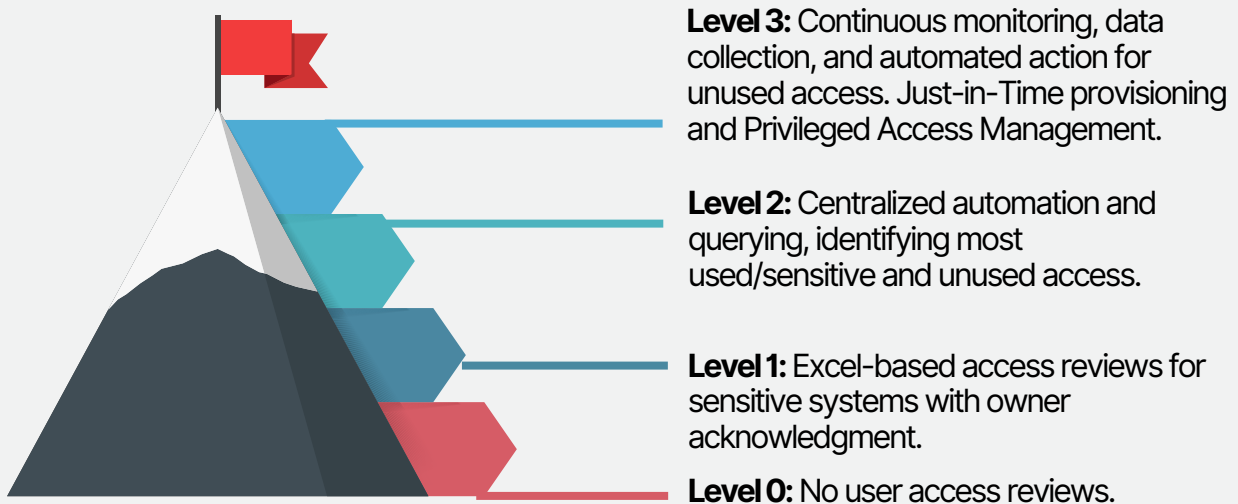 Level 3: Continuous monitoring, data
collection, and automated action for
unused access. Just-in-Time provisioning
and Privileged Access Management.
Level 2: Centralized automation and
querying, identifying most
used/sensitive and unused access.
Level 1: Excel-based access reviews for
sensitive systems with owner
acknowledgment.
Level 0: No user access reviews.